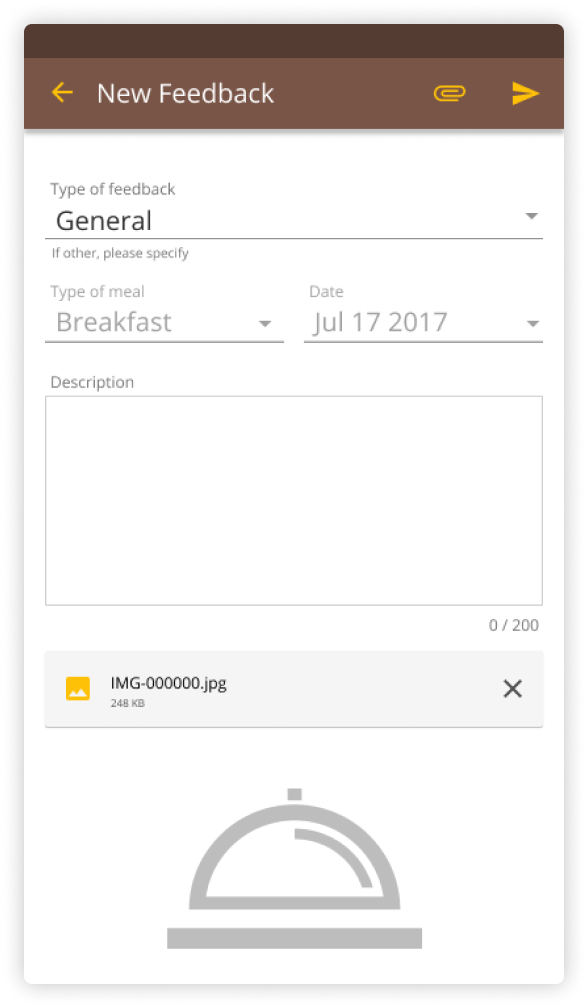 New Feedback
Type of feedback
General
If other, please specify
Type of meal
Date
Breakfast
Jul 17 2017
Description
0 / 200
IMG-000000.jpg
248 KB